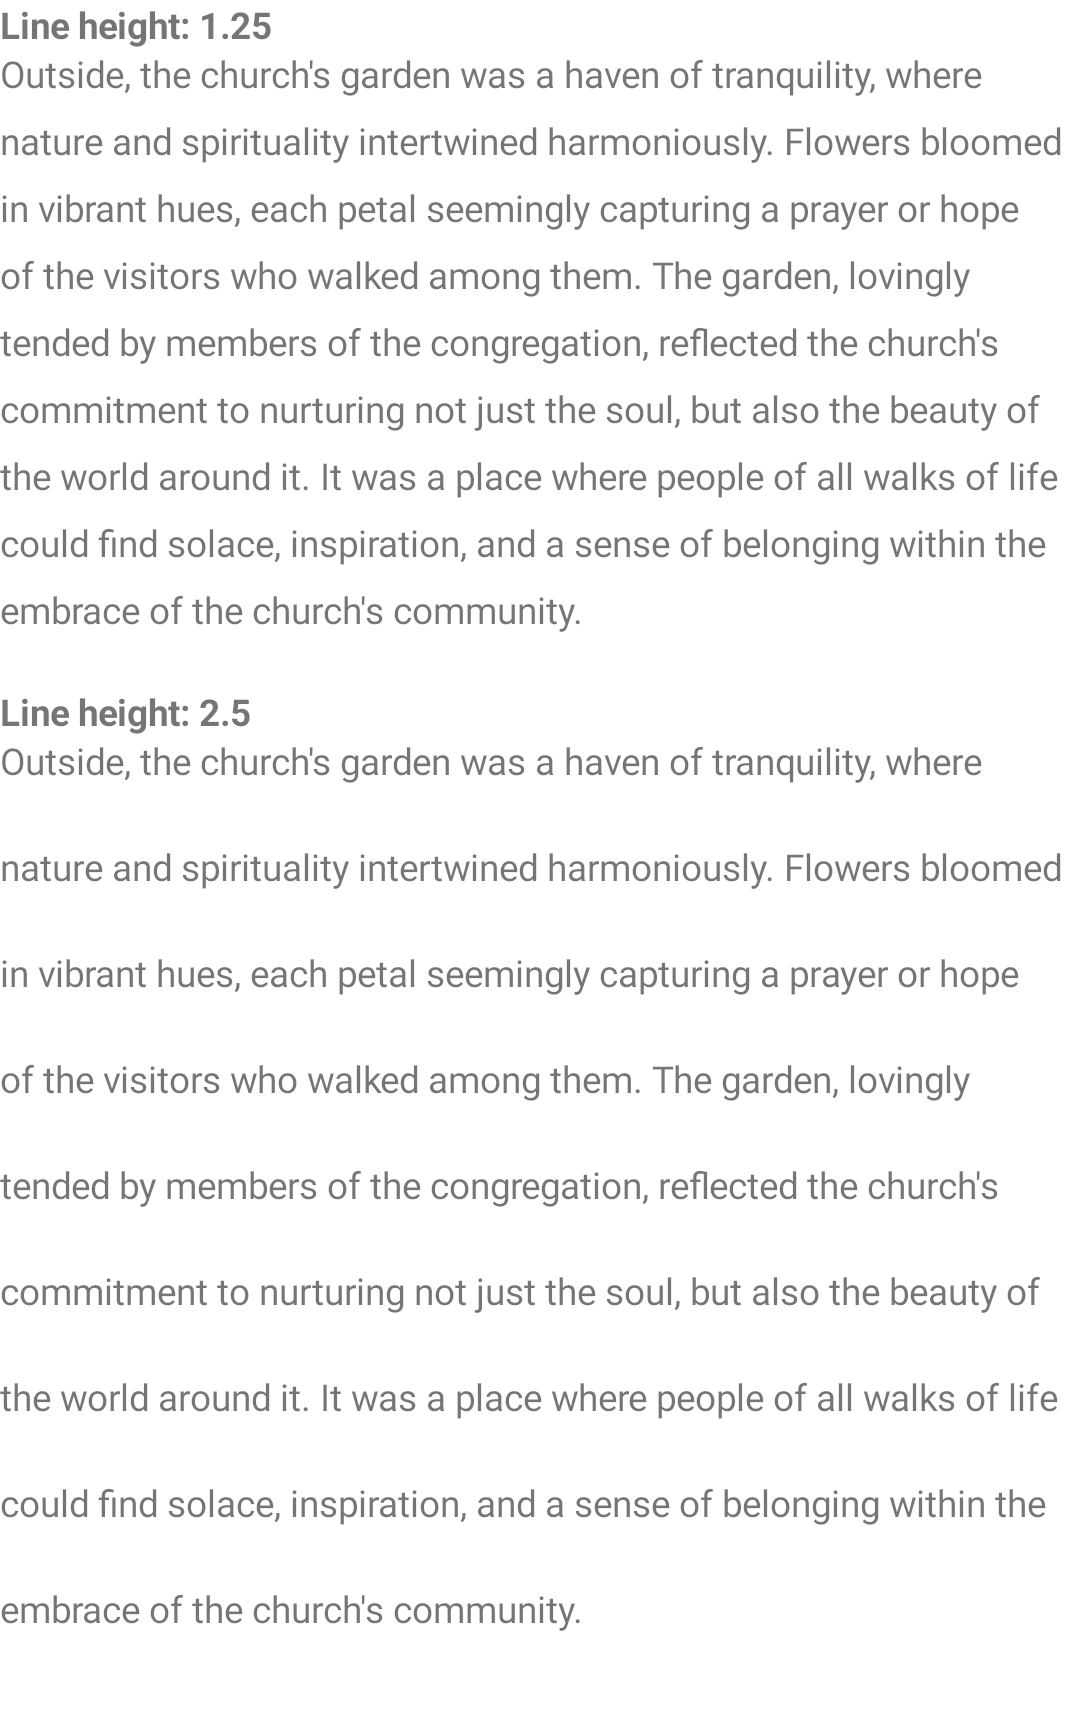 Line height: 1.25
Outside, the church's garden was a haven of tranquility, where
nature and spirituality intertwined harmoniously. Flowers bloomed
in vibrant hues, each petal seemingly capturing a prayer or hope
of the visitors who walked among them. The garden, lovingly
tended by members of the congregation, reflected the church's
commitment to nurturing not just the soul, but also the beauty of
the world around it. It was a place where people of all walks of life
could find solace, inspiration, and a sense of belonging within the
embrace of the church's community.
Line height: 2.5
Outside, the church's garden was a haven of tranquility, where
nature and spirituality intertwined harmoniously. Flowers bloomed
in vibrant hues, each petal seemingly capturing a prayer or hope
of the visitors who walked among them. The garden, lovingly
tended by members of the congregation, reflected the church's
commitment to nurturing not just the soul, but also the beauty of
the world around it. It was a place where people of all walks of life
could find solace, inspiration, and a sense of belonging within the
embrace of the church's community.